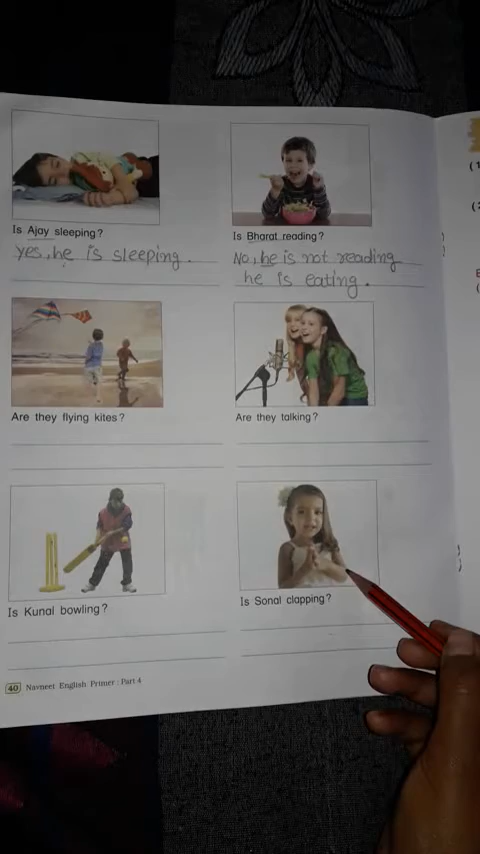 Is Ajay sleeping?
yes, he is sleeping.
Is Bharat reading?
No, he is not reading
he is eating.
Are they flying kites?
Are they talking?
Is Kunal bowling?
Is Sonal clapping?
40 Navneet English Primer : Part 4
(1